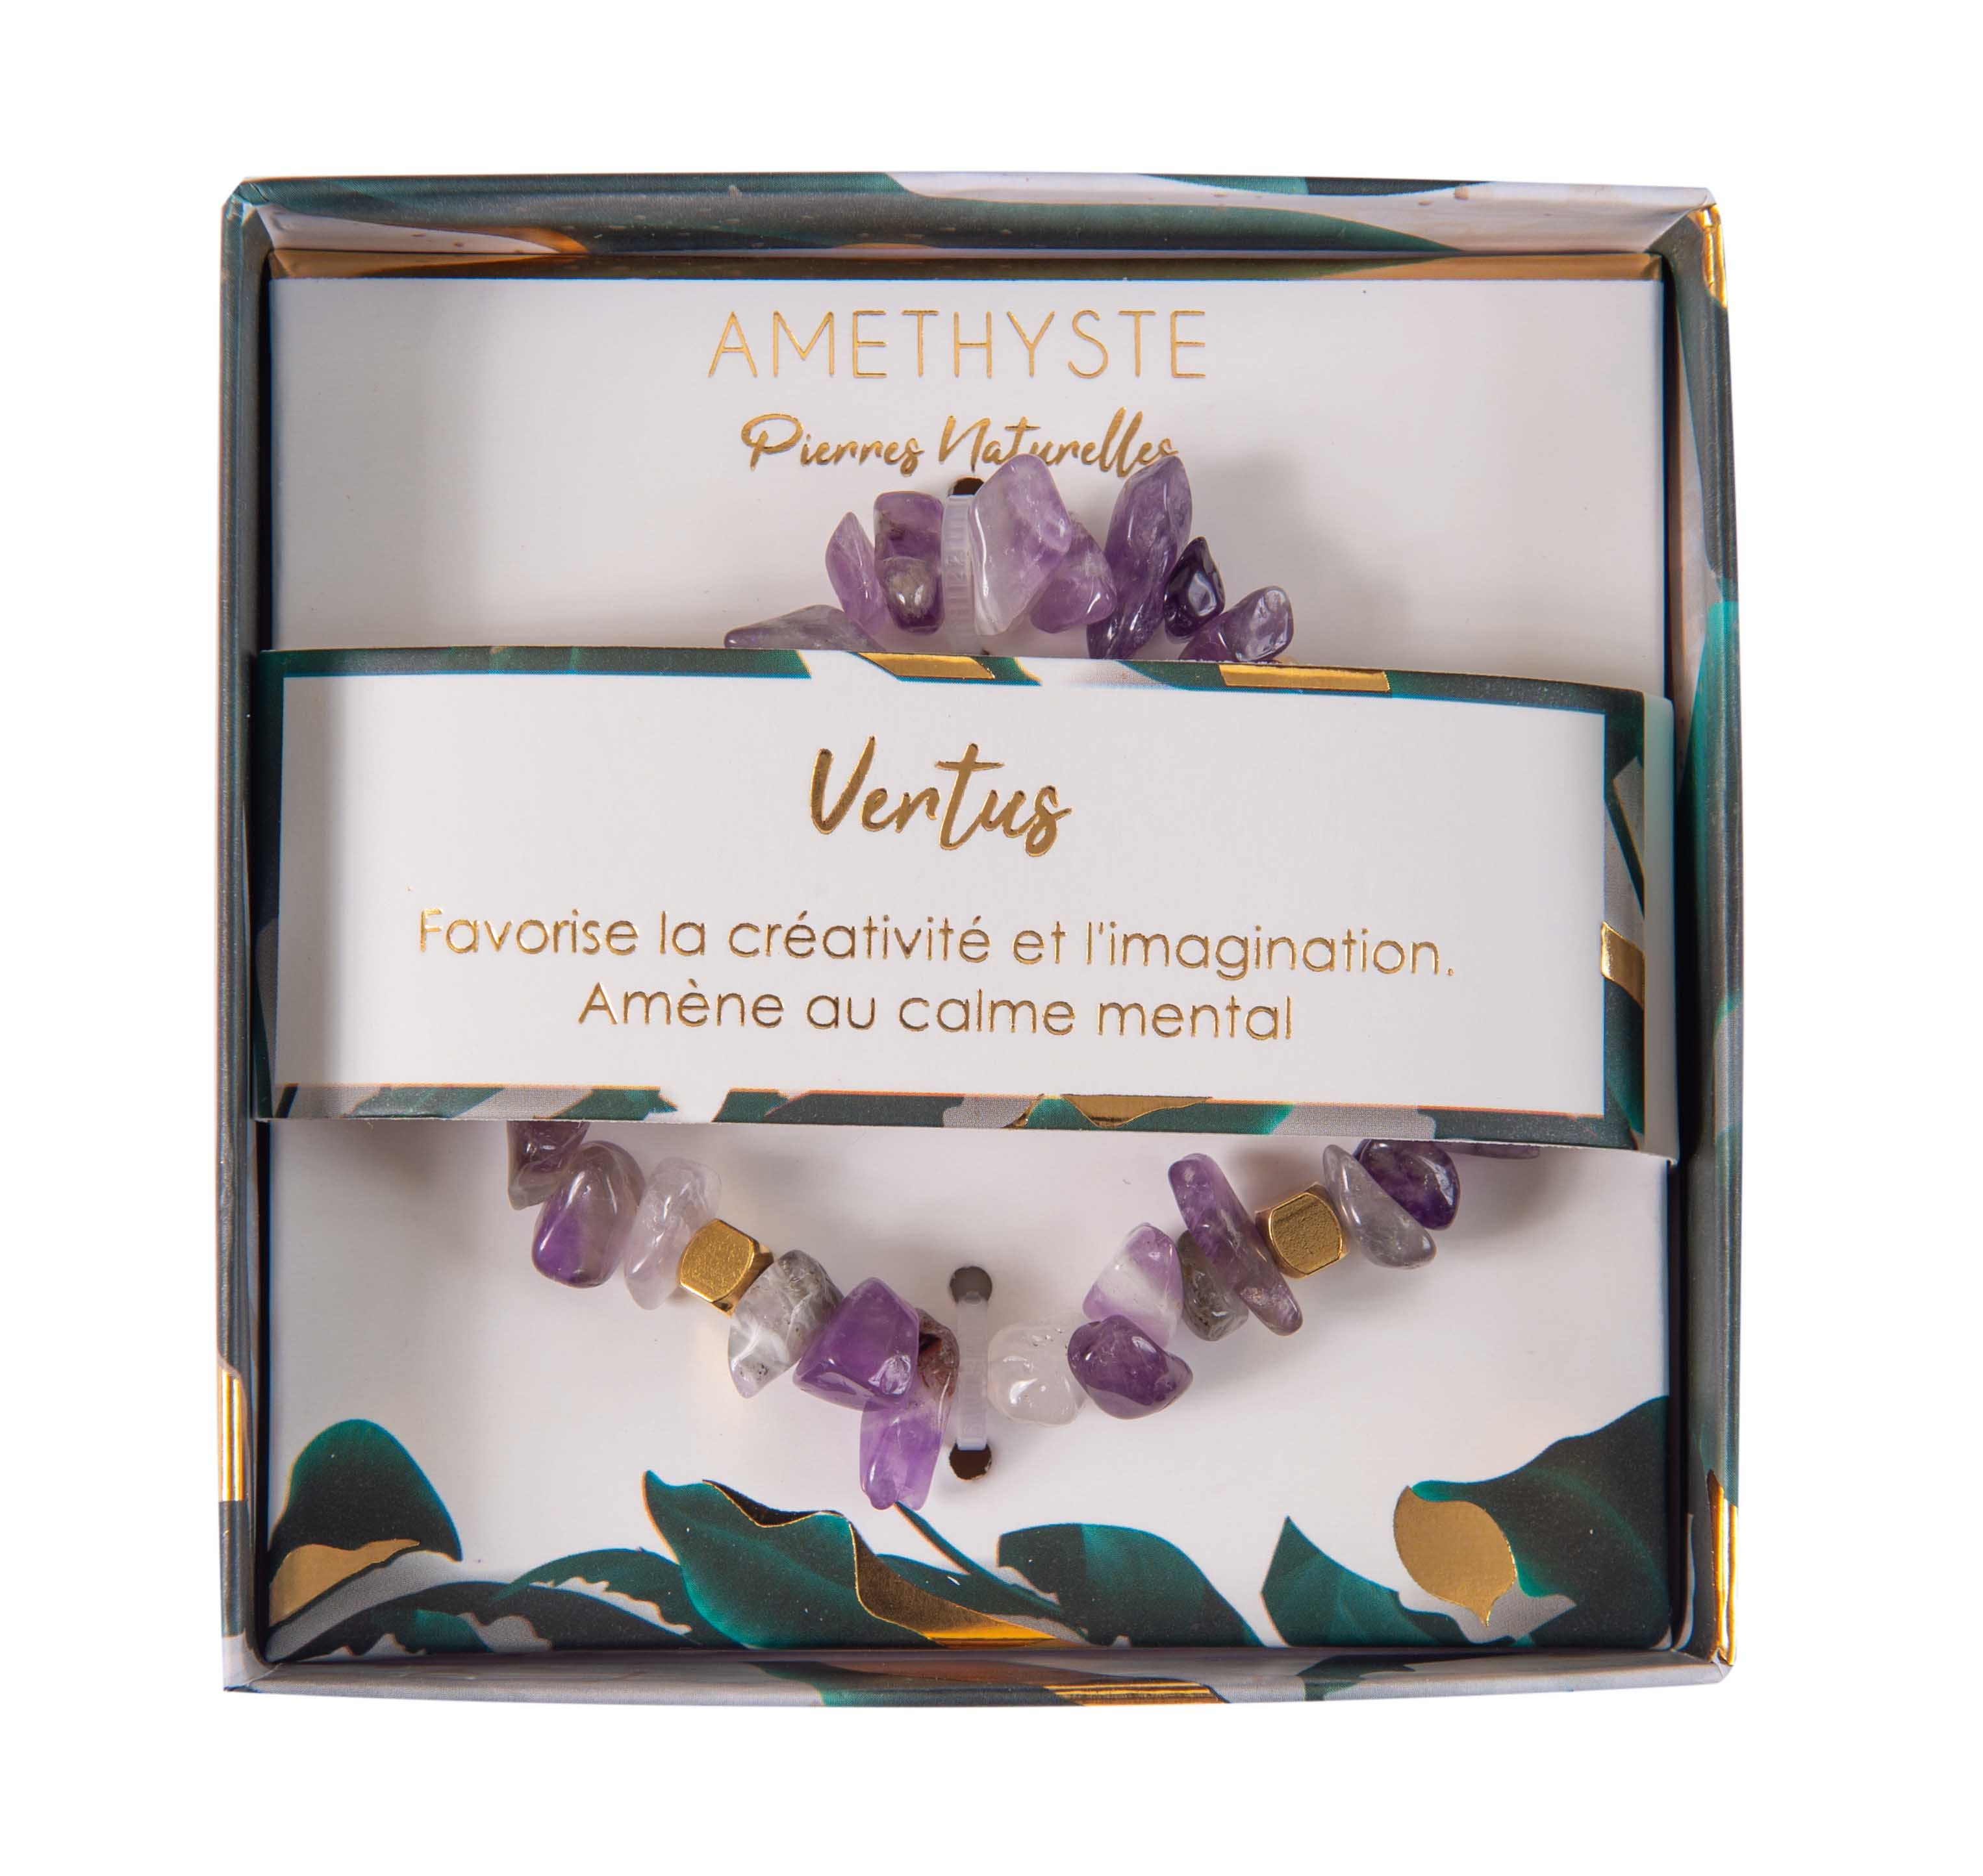 AMETHYSTE
Pierres Naturelles
Vertus
Favorise la créativité et l'imagination.
Amène au calme mental